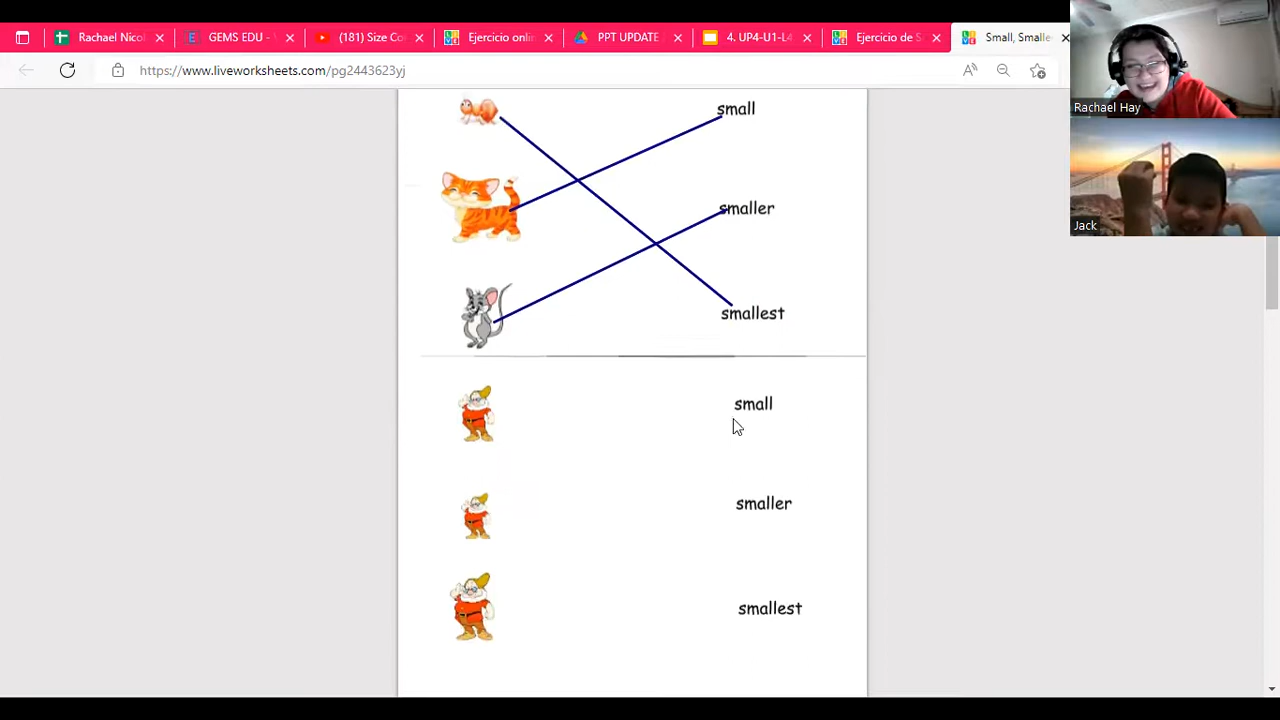 Rachael Nicol
GEMS EDU -
(181) Size Co
Ejercicio onlin
PPT UPDATE
4. UP4-U1-L4
Ejercicio de S
Small, Smalle
https://www.liveworksheets.com/pg2443623yj
Rachael Hay
Jack
small
smaller
smallest
small
smaller
smallest